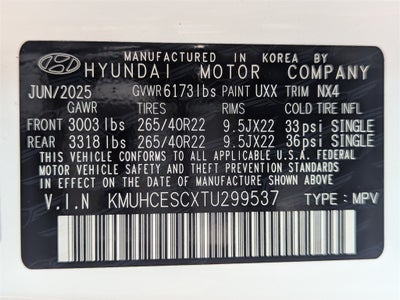 MANUFACTURED IN KOREA BY
HYUNDAI MOTOR COMPANY
JUN/2025 GVWR 6173lbs PAINT UXX TRIM NX4
GAWR TIRES RIMS COLD TIRE INFL
FRONT 3003 lbs 265/40R22 9.5JX22 33psi SINGLE
REAR 3318 lbs 265/40R22 9.5JX22 36psi SINGLE
THIS VEHICLE CONFORMS TO ALL APPLICABLE U.S.A. FEDERAL
MOTOR VEHICLE SAFETY AND THEFT PREVENTION STANDARDS
IN EFFECT ON THE DATE OF MANUFACTURE SHOWN ABOVE.
V.I.N KMUHCESCXTU299537 TYPE : MPV